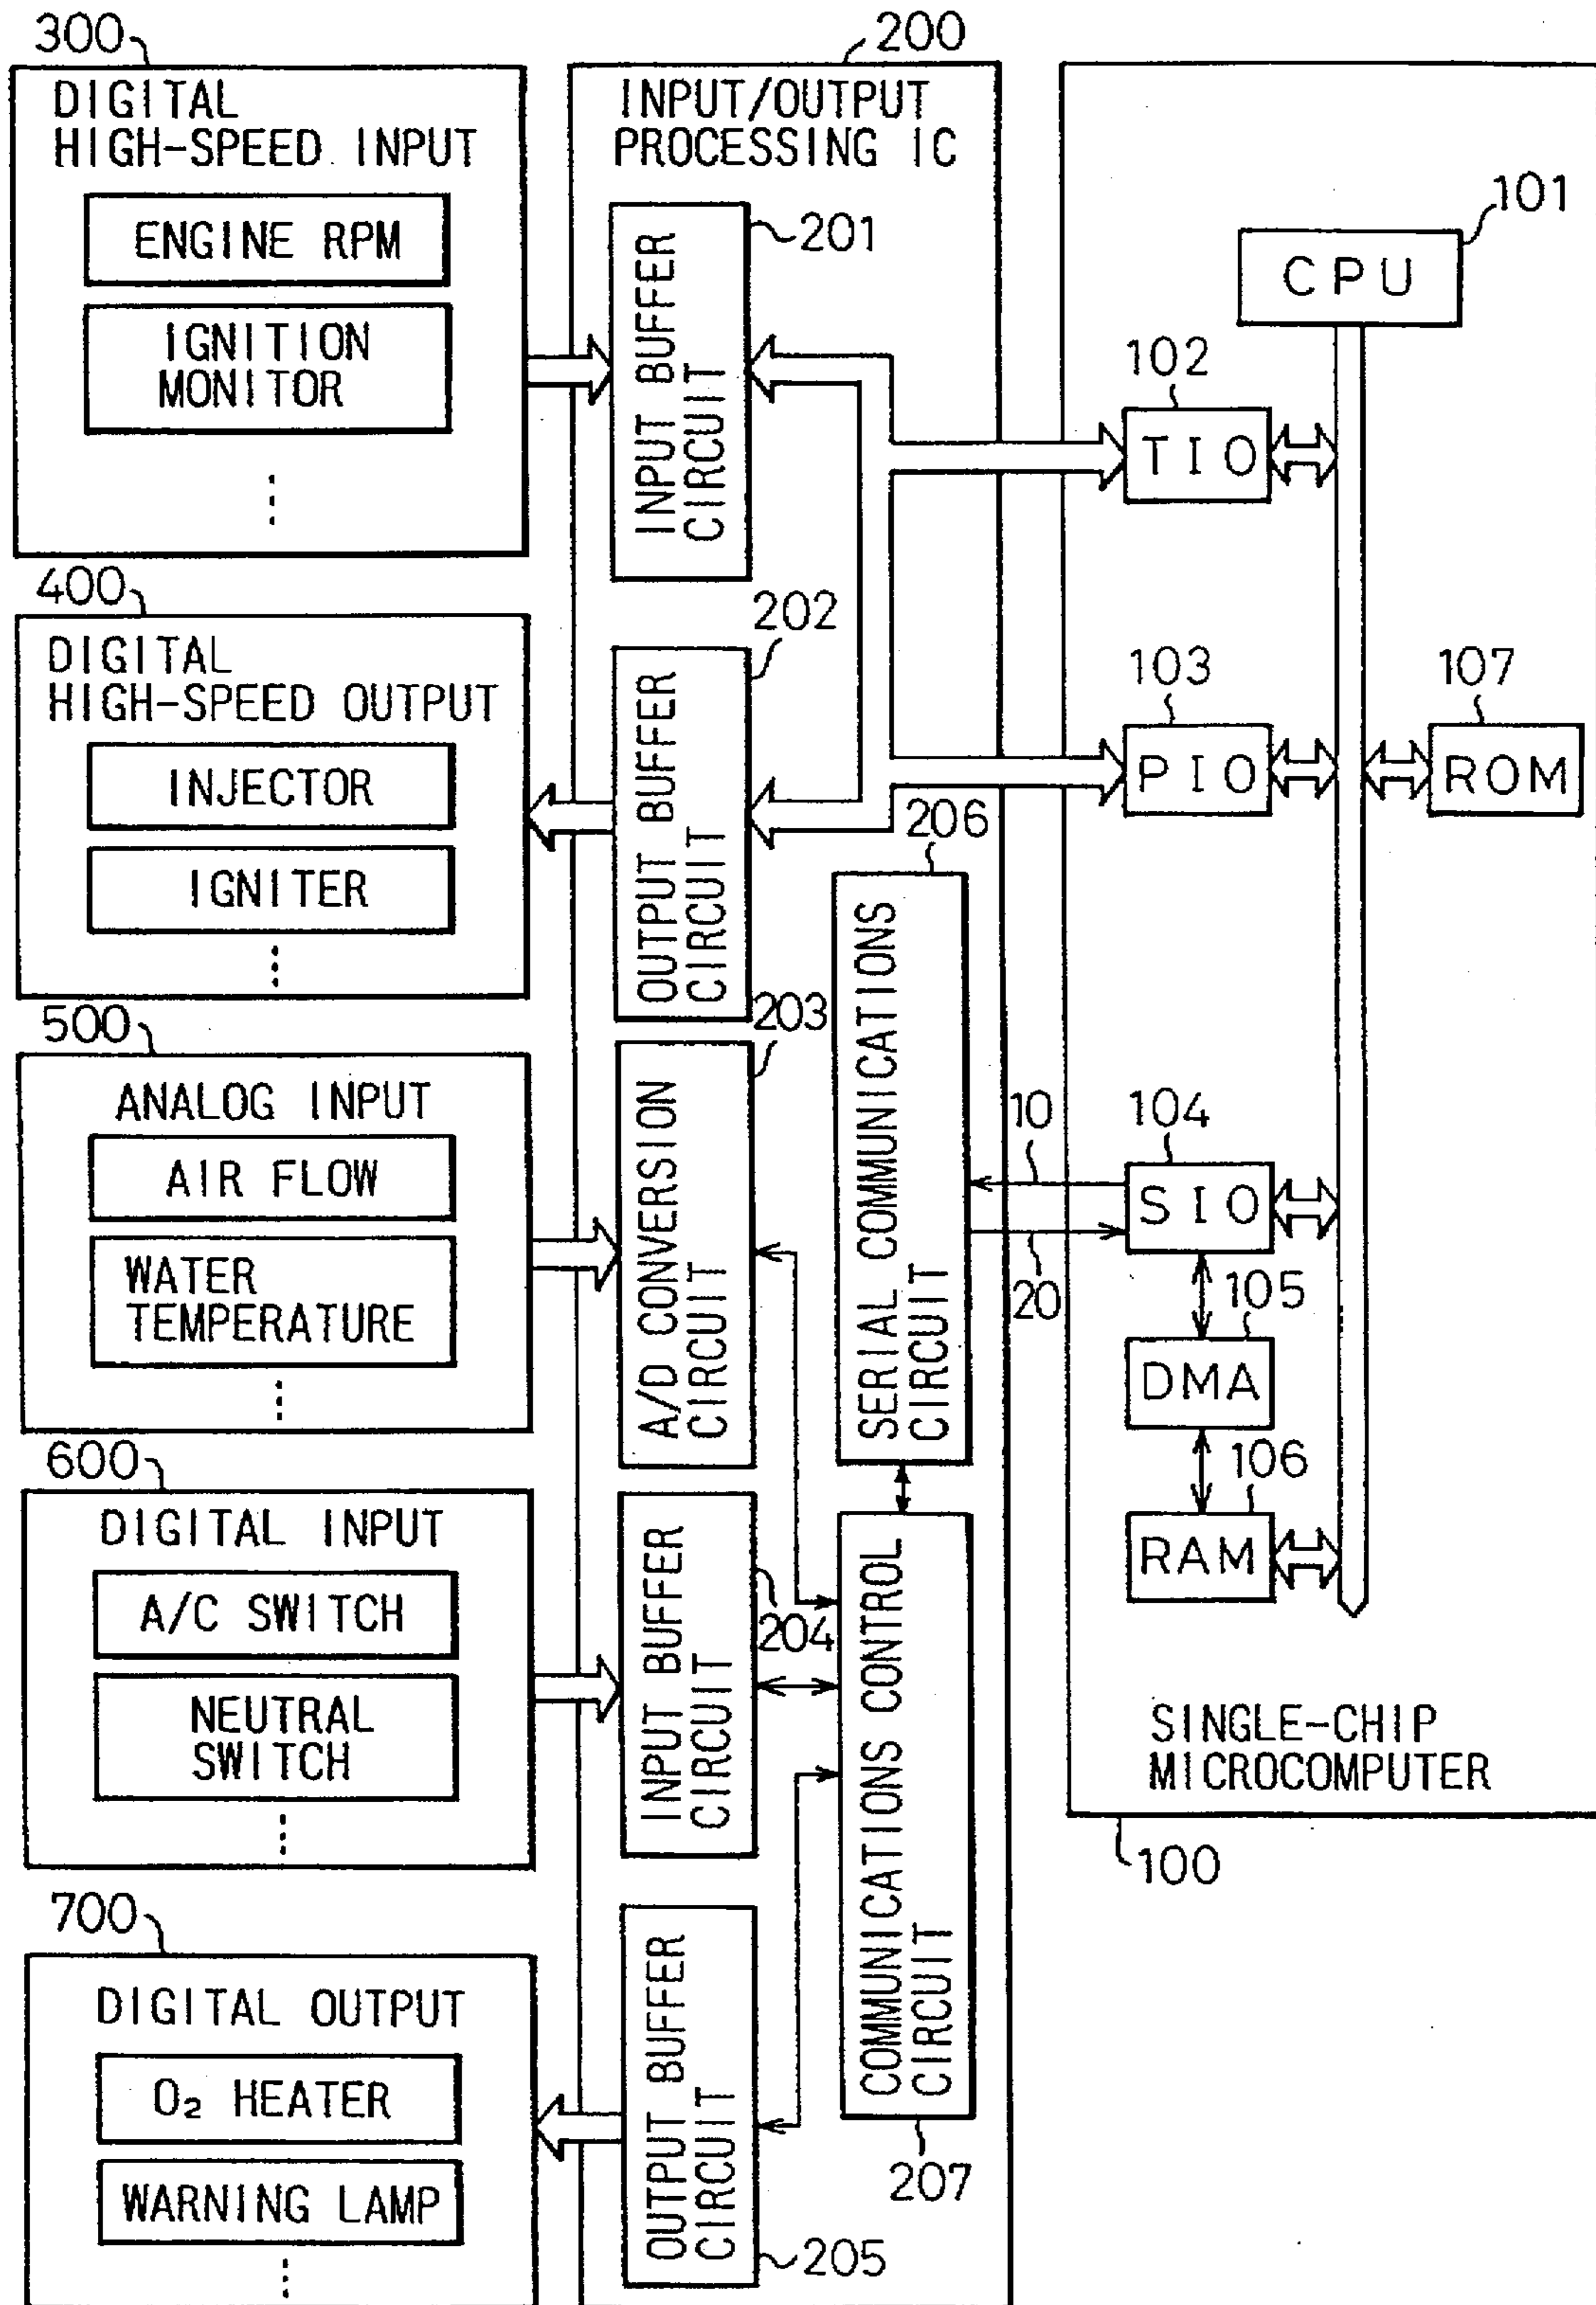 300
DIGITAL
HIGH-SPEED INPUT
ENGINE RPM
IGNITION
MONITOR
400
DIGITAL
HIGH-SPEED OUTPUT
INJECTOR
IGNITER
500
ANALOG INPUT
AIR FLOW
WATER
TEMPERATURE
600
DIGITAL INPUT
A/C SWITCH
NEUTRAL
SWITCH
700
DIGITAL OUTPUT
O₂ HEATER
WARNING LAMP
200
INPUT/OUTPUT
PROCESSING IC
201
INPUT BUFFER
CIRCUIT
202
OUTPUT BUFFER
CIRCUIT
203
A/D CONVERSION
CIRCUIT
204
INPUT BUFFER
CIRCUIT
205
OUTPUT BUFFER
CIRCUIT
206
SERIAL COMMUNICATIONS
CIRCUIT
COMMUNICATIONS CONTROL
CIRCUIT
207
10
20
101
CPU
102
TIO
103
PIO
107
ROM
104
SIO
105
DMA
106
RAM
SINGLE-CHIP
MICROCOMPUTER
100